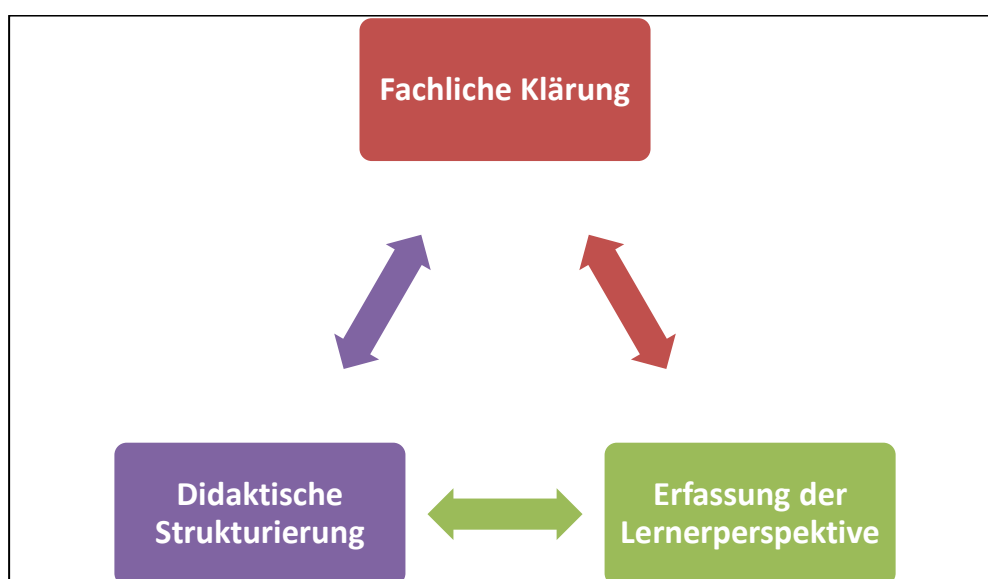 Fachliche Klärung
Didaktische
Strukturierung
Erfassung der
Lernerperspektive